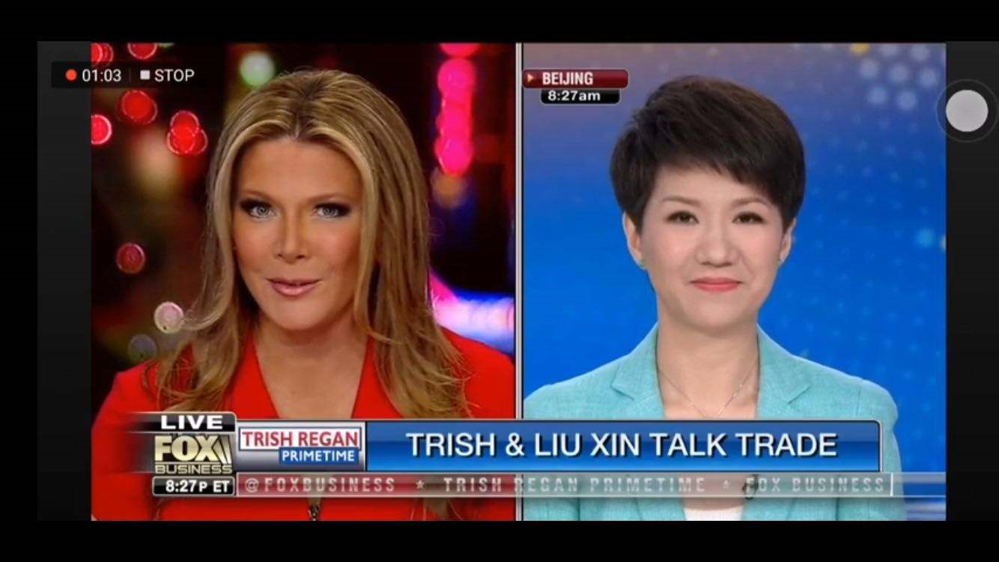 01:03 STOP
BEIJING
8:27am
LIVE
FOX
BUSINESS
8:27P ET
TRISH REGAN
PRIMETIME
TRISH & LIU XIN TALK TRADE
@FOXBUSINESS * TRISH REGAN PRIMETIME * FOX BUSINESS